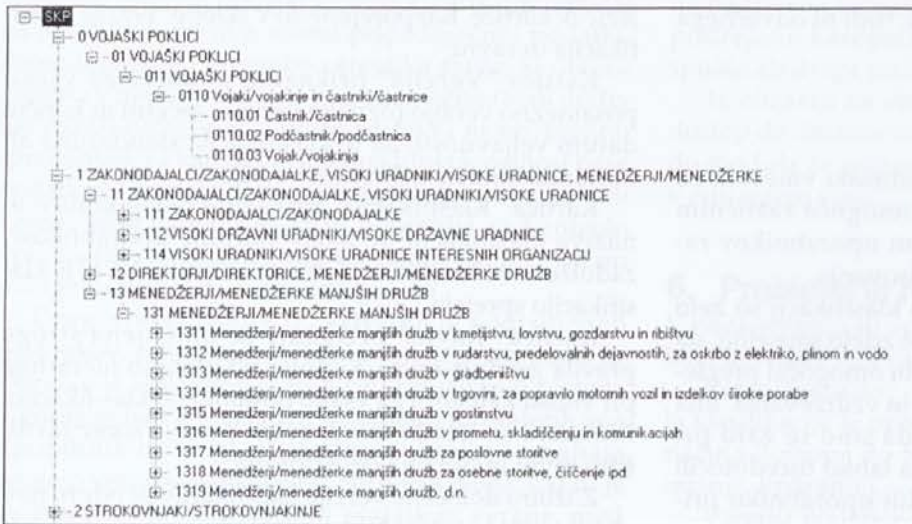 SKP
0 VOJAŠKI POKLICI
01 VOJAŠKI POKLICI
011 VOJAŠKI POKLICI
0110 Vojaki/vojakinje in častniki/častnice
0110.01 Častnik/častnica
0110.02 Podčastnik/podčastnica
0110.03 Vojak/vojakinja
1 ZAKONODAJALCI/ZAKONODAJALKE, VISOKI URADNIKI/VISOKE URADNICE, MENEDŽERJI/MENEDŽERKE
11 ZAKONODAJALCI/ZAKONODAJALKE, VISOKI URADNIKI/VISOKE URADNICE
111 ZAKONODAJALCI/ZAKONODAJALKE
112 VISOKI DRŽAVNI URADNIKI/VISOKE DRŽAVNE URADNICE
114 VISOKI URADNIKI/VISOKE URADNICE INTERESNIH ORGANIZACIJ
12 DIREKTORJI/DIREKTORICE, MENEDŽERJI/MENEDŽERKE DRUŽB
13 MENEDŽERJI/MENEDŽERKE MANJŠIH DRUŽB
131 MENEDŽERJI/MENEDŽERKE MANJŠIH DRUŽB
1311 Menedžerji/menedžerke manjših družb v kmetijstvu, lovstvu, gozdarstvu in ribištvu
1312 Menedžerji/menedžerke manjših družb v rudarstvu, predelovalnih dejavnostih, za oskrbo z elektriko, plinom in vodo
1313 Menedžerji/menedžerke manjših družb v gradbeništvu
1314 Menedžerji/menedžerke manjših družb v trgovini, za popravilo motornih vozil in izdelkov široke porabe
1315 Menedžerji/menedžerke manjših družb v gostinstvu
1316 Menedžerji/menedžerke manjših družb v prometu, skladiščenju in komunikacijah
1317 Menedžerji/menedžerke manjših družb za poslovne storitve
1318 Menedžerji/menedžerke manjših družb za osebne storitve, čiščenje ipd.
1319 Menedžerji/menedžerke manjših družb, d.n.
2 STROKOVNJAKI/STROKOVNJAKINJE